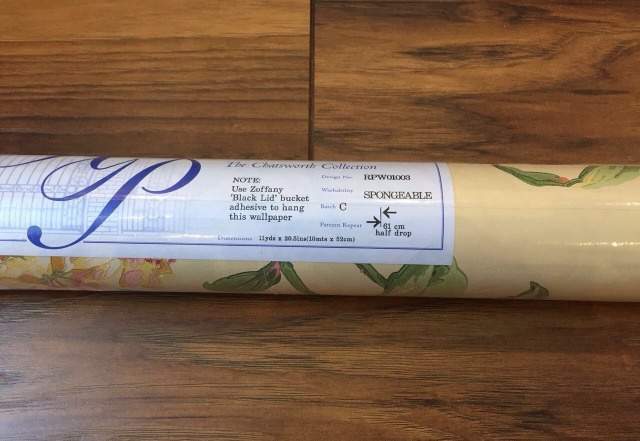 The Chatsworth Collection
NOTE:
Use Zoffany
'Black Lid' bucket
adhesive to hang
this wallpaper
Design No. RPW01003
Washability SPONGEABLE
Batch C
Pattern Repeat 61 cm
half drop
Dimensions 11yds x 20.5ins(10mts x 52cm)